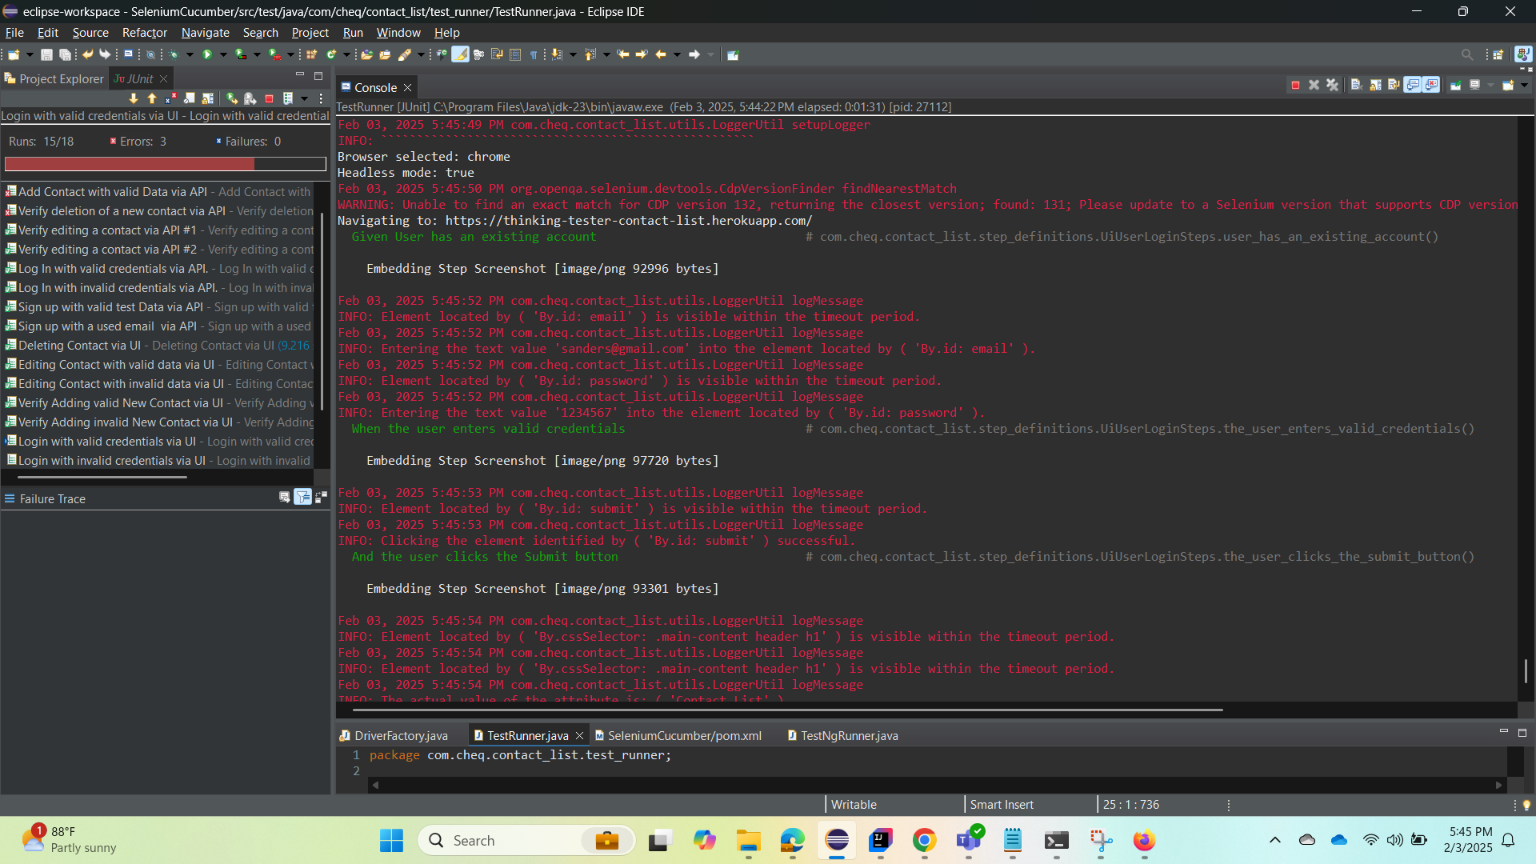 eclipse-workspace - SeleniumCucumber/src/test/java/com/cheq/contact_list/test_runner/TestRunner.java - Eclipse IDE
File Edit Source Refactor Navigate Search Project Run Window Help
Project Explorer JUnit
Login with valid credentials via UI - Login with valid credential
Runs: 15/18 Errors: 3 Failures: 0
Add Contact with valid Data via API - Add Contact with
Verify deletion of a new contact via API - Verify deletion
Verify editing a contact via API #1 - Verify editing a cont
Verify editing a contact via API #2 - Verify editing a cont
Log In with valid credentials via API. - Log In with valid c
Log In with invalid credentials via API. - Log In with inval
Sign up with valid test Data via API - Sign up with valid
Sign up with a used email via API - Sign up with a used
Deleting Contact via UI - Deleting Contact via UI (9.216
Editing Contact with valid data via UI - Editing Contact v
Editing Contact with invalid data via UI - Editing Contac
Verify Adding valid New Contact via UI - Verify Adding v
Verify Adding invalid New Contact via UI - Verify Adding
Login with valid credentials via UI - Login with valid cre
Login with invalid credentials via UI - Login with invalid
Failure Trace
Console
TestRunner [JUnit] C:\Program Files\Java\jdk-23\bin\javaw.exe (Feb 3, 2025, 5:44:22 PM elapsed: 0:01:31) [pid: 27112]
Feb 03, 2025 5:45:49 PM com.cheq.contact_list.utils.LoggerUtil setupLogger
INFO: ````````````````````````````````````````````````````
Browser selected: chrome
Headless mode: true
Feb 03, 2025 5:45:50 PM org.openqa.selenium.devtools.CdpVersionFinder findNearestMatch
WARNING: Unable to find an exact match for CDP version 132, returning the closest version; found: 131; Please update to a Selenium version that supports CDP version
Navigating to: https://thinking-tester-contact-list.herokuapp.com/
Given User has an existing account # com.cheq.contact_list.step_definitions.UiUserLoginSteps.user_has_an_existing_account()
Embedding Step Screenshot [image/png 92996 bytes]
Feb 03, 2025 5:45:52 PM com.cheq.contact_list.utils.LoggerUtil logMessage
INFO: Element located by ( 'By.id: email' ) is visible within the timeout period.
Feb 03, 2025 5:45:52 PM com.cheq.contact_list.utils.LoggerUtil logMessage
INFO: Entering the text value 'sanders@gmail.com' into the element located by ( 'By.id: email' ).
Feb 03, 2025 5:45:52 PM com.cheq.contact_list.utils.LoggerUtil logMessage
INFO: Element located by ( 'By.id: password' ) is visible within the timeout period.
Feb 03, 2025 5:45:52 PM com.cheq.contact_list.utils.LoggerUtil logMessage
INFO: Entering the text value '1234567' into the element located by ( 'By.id: password' ).
When the user enters valid credentials # com.cheq.contact_list.step_definitions.UiUserLoginSteps.the_user_enters_valid_credentials()
Embedding Step Screenshot [image/png 97720 bytes]
Feb 03, 2025 5:45:53 PM com.cheq.contact_list.utils.LoggerUtil logMessage
INFO: Element located by ( 'By.id: submit' ) is visible within the timeout period.
Feb 03, 2025 5:45:53 PM com.cheq.contact_list.utils.LoggerUtil logMessage
INFO: Clicking the element identified by ( 'By.id: submit' ) successful.
And the user clicks the Submit button # com.cheq.contact_list.step_definitions.UiUserLoginSteps.the_user_clicks_the_submit_button()
Embedding Step Screenshot [image/png 93301 bytes]
Feb 03, 2025 5:45:54 PM com.cheq.contact_list.utils.LoggerUtil logMessage
INFO: Element located by ( 'By.cssSelector: .main-content header h1' ) is visible within the timeout period.
Feb 03, 2025 5:45:54 PM com.cheq.contact_list.utils.LoggerUtil logMessage
INFO: Element located by ( 'By.cssSelector: .main-content header h1' ) is visible within the timeout period.
Feb 03, 2025 5:45:54 PM com.cheq.contact_list.utils.LoggerUtil logMessage
INFO: The actual value of the attribute is: ( 'Contact List' )
DriverFactory.java TestRunner.java SeleniumCucumber/pom.xml TestNgRunner.java
1 package com.cheq.contact_list.test_runner;
2
Writable Smart Insert 25 : 1 : 736
1 88°F
Partly sunny
Search
5:45 PM
2/3/2025